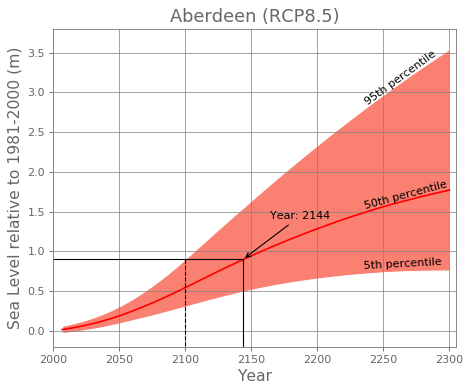 Aberdeen (RCP8.5)
Sea Level relative to 1981-2000 (m)
3.5
3.0
2.5
2.0
1.5
1.0
0.5
0.0
95th percentile
50th percentile
Year: 2144
5th percentile
2000 2050 2100 2150 2200 2250 2300
Year